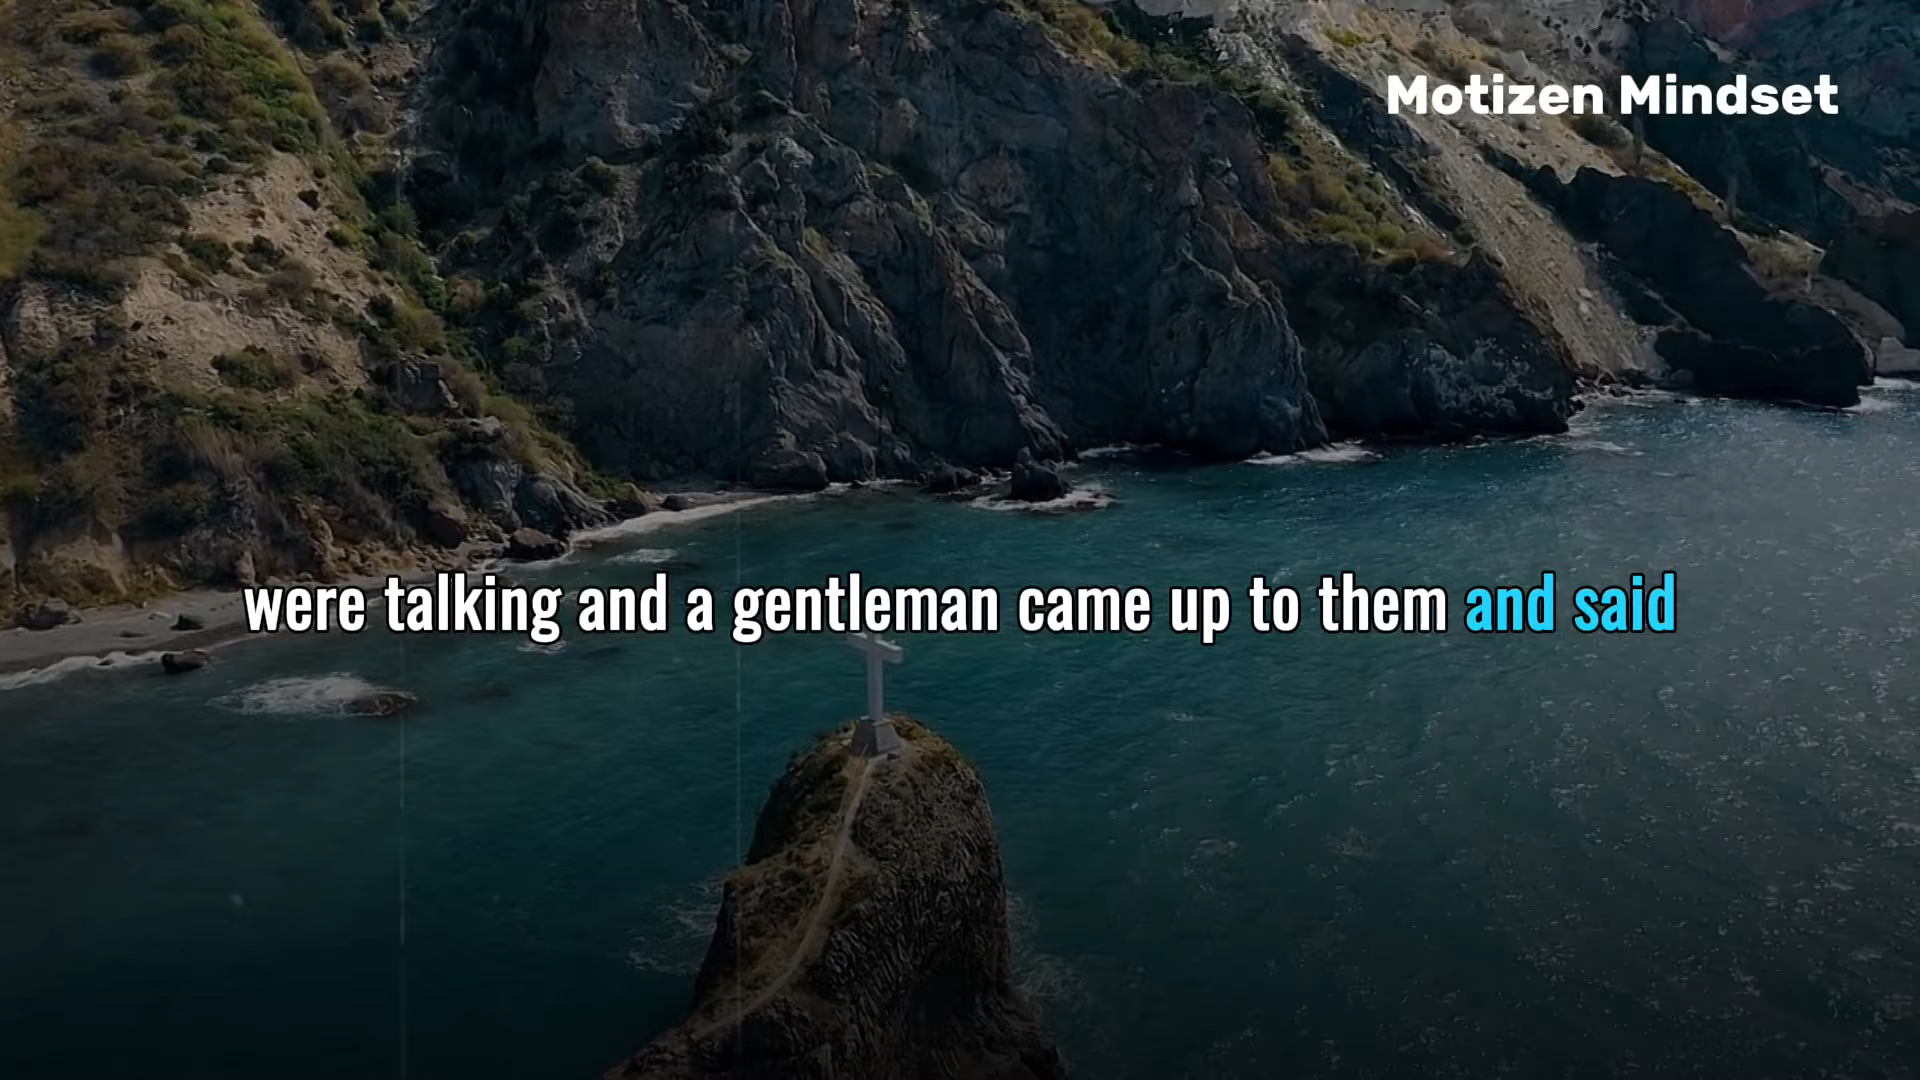 Motizen Mindset
were talking and a gentleman came up to them and said